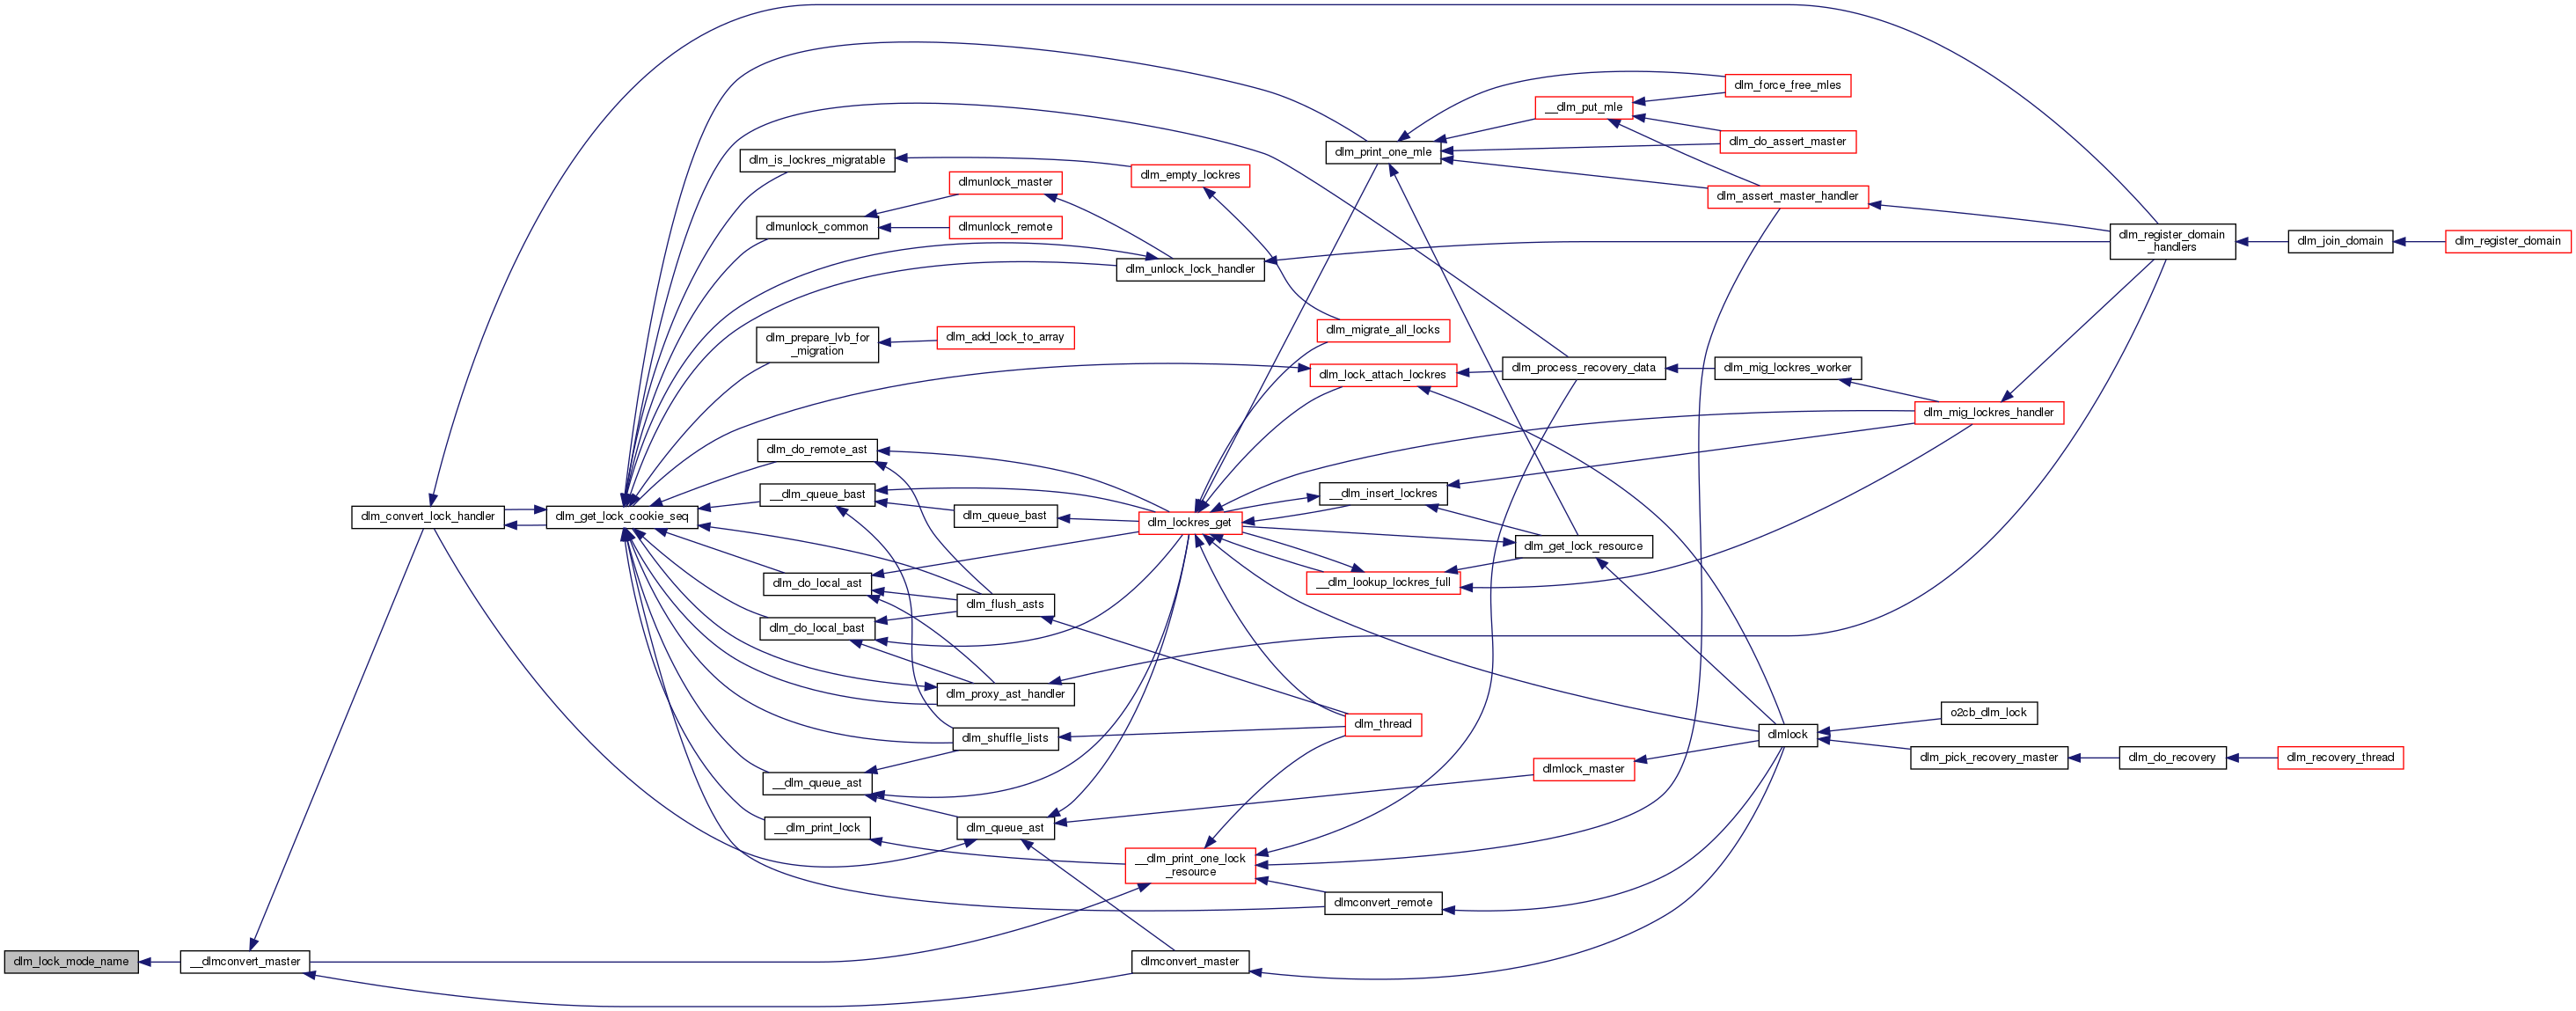 dlm_force_free_mles
__dlm_put_mle
dlm_do_assert_master
dlm_print_one_mle
dlm_is_lockres_migratable
dlm_empty_lockres
dlmunlock_master
dlm_assert_master_handler
dlmunlock_common
dlmunlock_remote
dlm_register_domain
_handlers
dlm_join_domain
dlm_register_domain
dlm_unlock_lock_handler
dlm_migrate_all_locks
dlm_prepare_lvb_for
_migration
dlm_add_lock_to_array
dlm_lock_attach_lockres
dlm_process_recovery_data
dlm_mig_lockres_worker
dlm_mig_lockres_handler
dlm_do_remote_ast
__dlm_queue_bast
__dlm_insert_lockres
dlm_convert_lock_handler
dlm_get_lock_cookie_seq
dlm_queue_bast
dlm_lockres_get
dlm_get_lock_resource
dlm_do_local_ast
__dlm_lookup_lockres_full
dlm_flush_asts
dlm_do_local_bast
dlm_proxy_ast_handler
o2cb_dlm_lock
dlm_thread
dlm_shuffle_lists
dlmlock
dlm_pick_recovery_master
dlm_do_recovery
dlm_recovery_thread
dlmlock_master
__dlm_queue_ast
__dlm_print_lock
dlm_queue_ast
__dlm_print_one_lock
_resource
dlmconvert_remote
dlm_lock_mode_name
__dlmconvert_master
dlmconvert_master